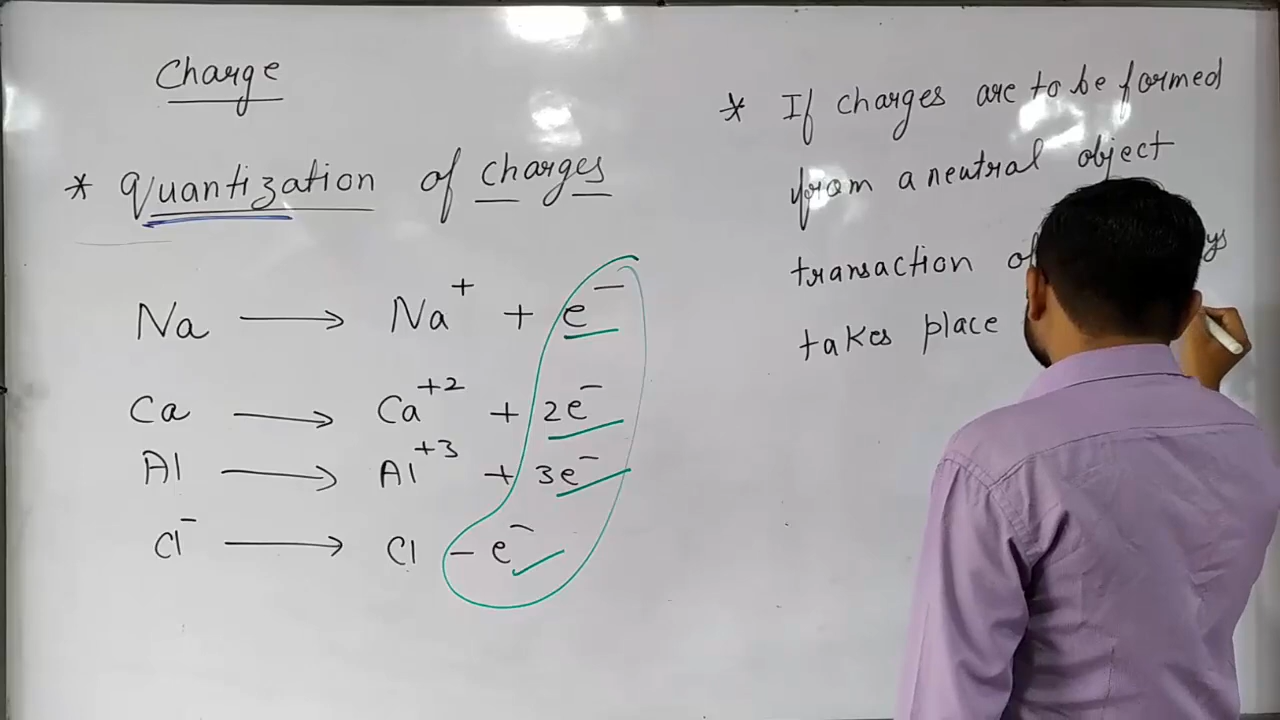 Charge
* Quantization of charges
Na ⟶ Na⁺ + e⁻
Ca ⟶ Ca⁺² + 2e⁻
Al ⟶ Al⁺³ + 3e⁻
Cl⁻ ⟶ Cl − e⁻
* If charges are to be formed
from a neutral object
transaction
takes place